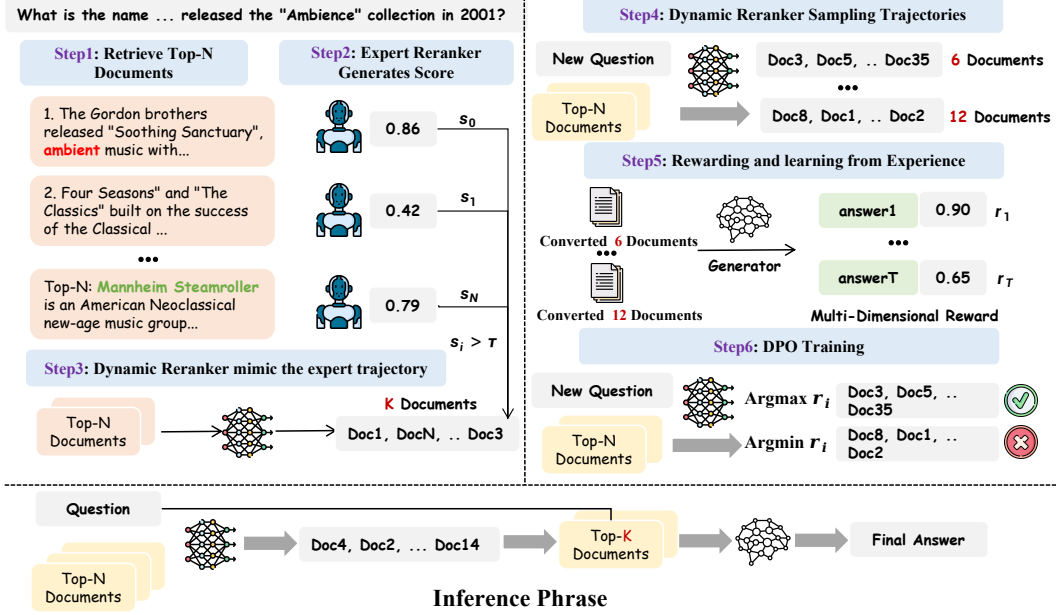 What is the name ... released the "Ambience" collection in 2001?
Step1: Retrieve Top-N
Documents
Step2: Expert Reranker
Generates Score
1. The Gordon brothers
released "Soothing Sanctuary",
ambient music with...
0.86
s0
2. Four Seasons" and "The
Classics" built on the success
of the Classical ...
0.42
s1
...
Top-N: Mannheim Steamroller
is an American Neoclassical
new-age music group...
0.79
sN
si > τ
Step3: Dynamic Reranker mimic the expert trajectory
Top-N
Documents
K Documents
Doc1, DocN, .. Doc3
Step4: Dynamic Reranker Sampling Trajectories
New Question
Top-N
Documents
Doc3, Doc5, .. Doc35
6 Documents
...
Doc8, Doc1, .. Doc2
12 Documents
Step5: Rewarding and learning from Experience
Converted 6 Documents
...
Converted 12 Documents
Generator
answer1
0.90
r1
...
answerT
0.65
rT
Multi-Dimensional Reward
Step6: DPO Training
New Question
Top-N
Documents
Argmax ri
Doc3, Doc5, ..
Doc35
Argmin ri
Doc8, Doc1, ..
Doc2
Question
Top-N
Documents
Doc4, Doc2, ... Doc14
Top-K
Documents
Final Answer
Inference Phrase